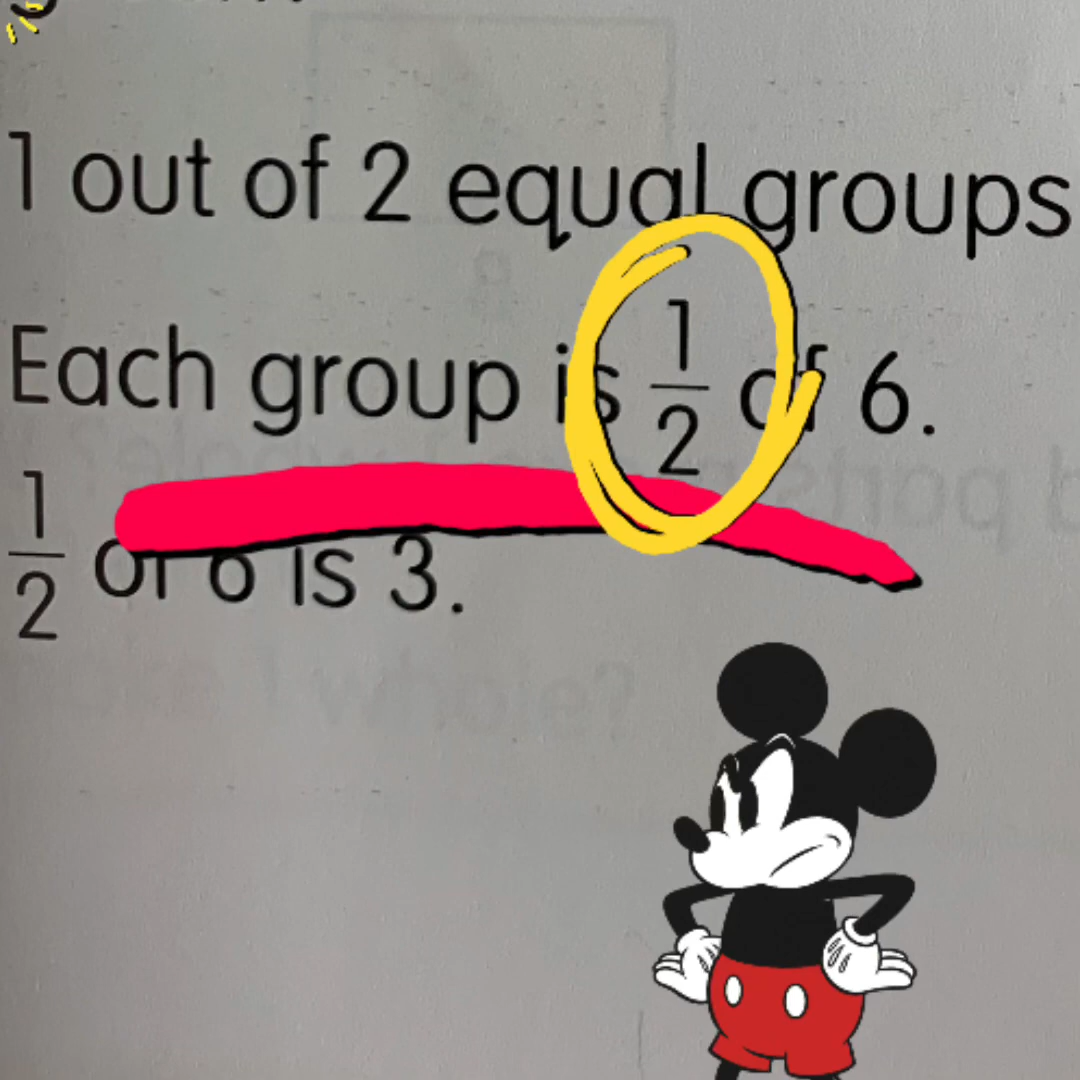 1 out of 2 equal groups
Each group is 1/2 of 6.
1/2 of 6 is 3.